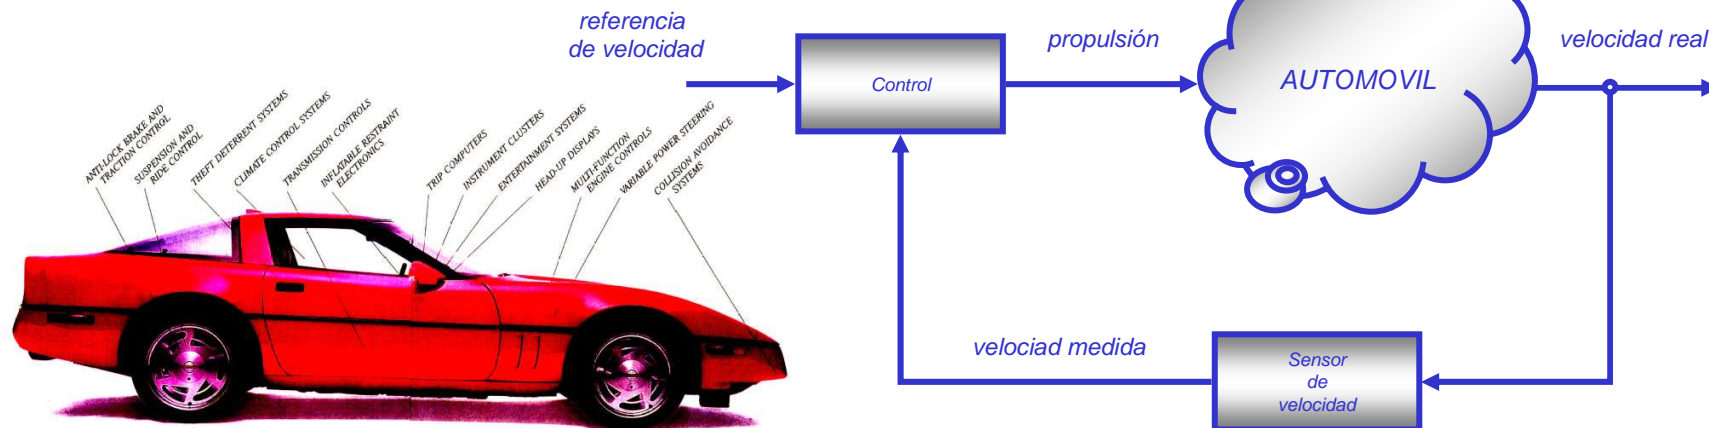 referencia
de velocidad
Control
propulsión
AUTOMOVIL
velocidad real
ANTI-LOCK BRAKE AND
TRACTION CONTROL
SUSPENSION AND
RIDE CONTROL
THEFT DETERRENT SYSTEMS
CLIMATE CONTROL SYSTEMS
TRANSMISSION CONTROLS
INFLATABLE RESTRAINT
ELECTRONICS
TRIP COMPUTERS
INSTRUMENT CLUSTERS
ENTERTAINMENT SYSTEMS
HEAD-UP DISPLAYS
MULTI-FUNCTION
ENGINE CONTROLS
VARIABLE POWER STEERING
COLLISION AVOIDANCE
SYSTEMS
velociad medida
Sensor
de
velocidad